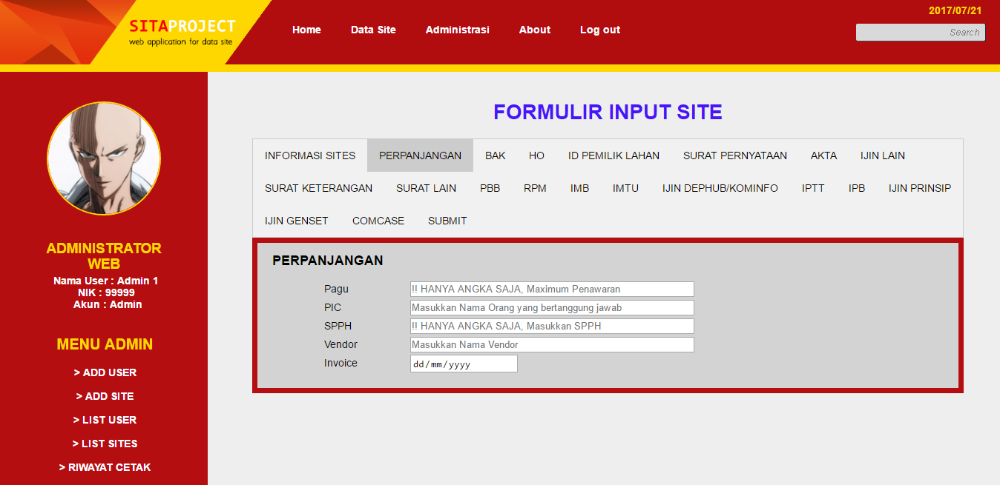 SITAPROJECT
web application for data site
Home Data Site Administrasi About Log out
2017/07/21
Search
ADMINISTRATOR
WEB
Nama User : Admin 1
NIK : 99999
Akun : Admin
MENU ADMIN
> ADD USER
> ADD SITE
> LIST USER
> LIST SITES
> RIWAYAT CETAK
FORMULIR INPUT SITE
INFORMASI SITES PERPANJANGAN BAK HO ID PEMILIK LAHAN SURAT PERNYATAAN AKTA IJIN LAIN
SURAT KETERANGAN SURAT LAIN PBB RPM IMB IMTU IJIN DEPHUB/KOMINFO IPTT IPB IJIN PRINSIP
IJIN GENSET COMCASE SUBMIT
PERPANJANGAN
Pagu !! HANYA ANGKA SAJA, Maximum Penawaran
PIC Masukkan Nama Orang yang bertanggung jawab
SPPH !! HANYA ANGKA SAJA, Masukkan SPPH
Vendor Masukkan Nama Vendor
Invoice dd/mm/yyyy